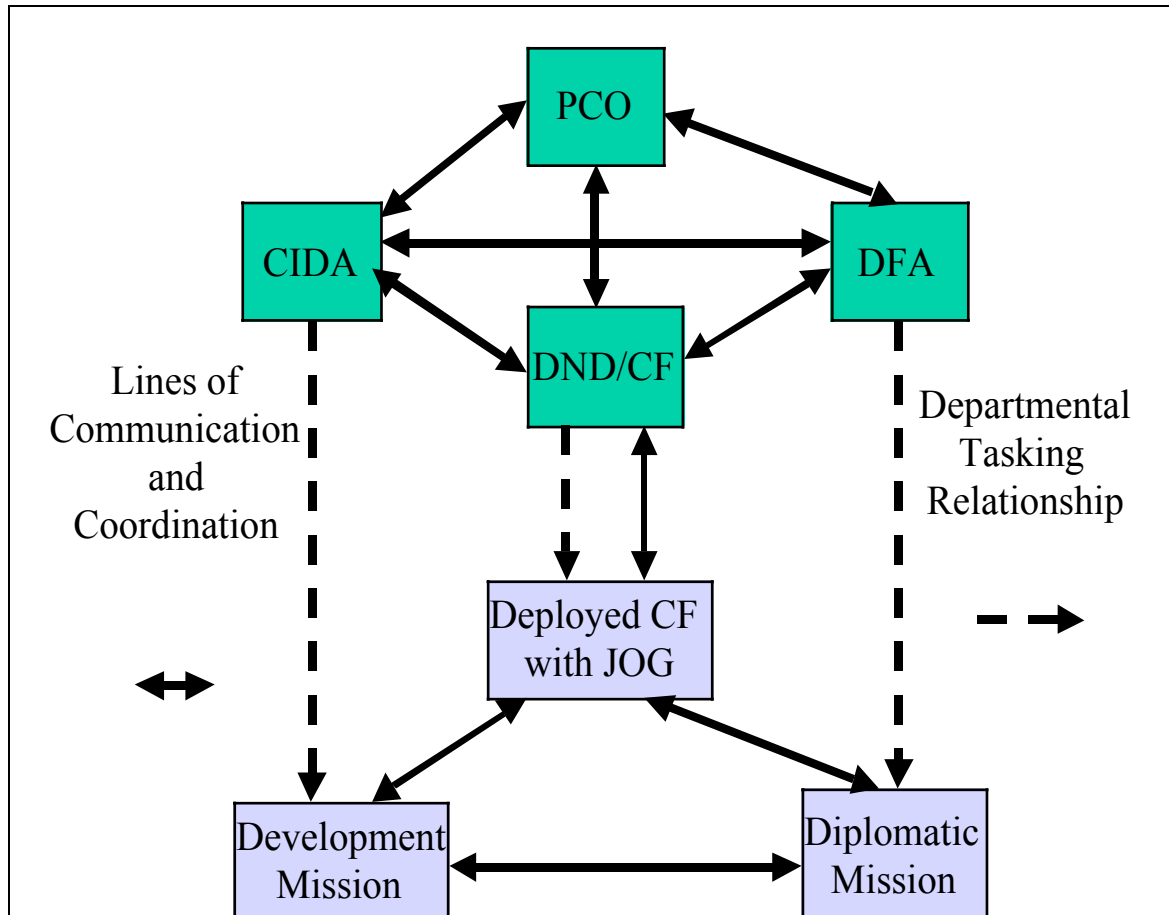 PCO
CIDA
DFA
DND/CF
Lines of
Communication
and
Coordination
Departmental
Tasking
Relationship
Deployed CF
with JOG
Development
Mission
Diplomatic
Mission